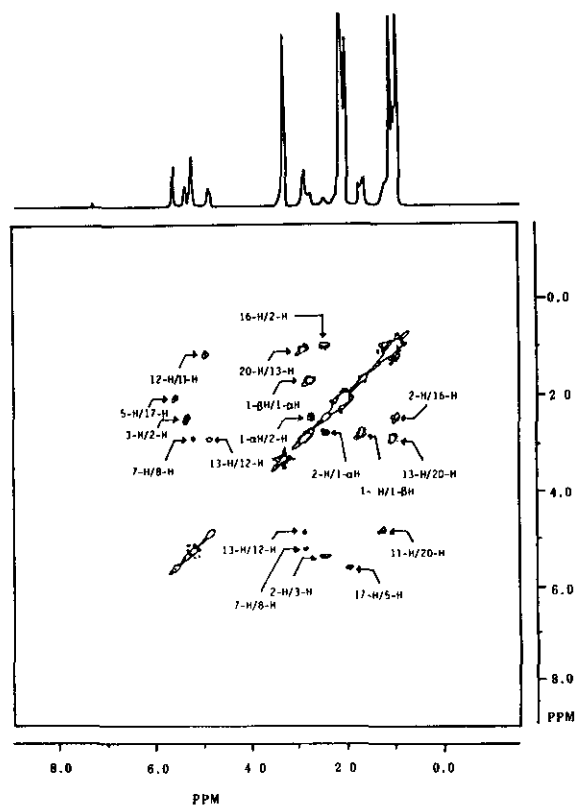 0.0
16-H/2-H
20-H/13-H
12-H/11-H
1-βH/1-αH
2.0
5-H/17-H
2-H/16-H
3-H/2-H
1-αH/2-H
7-H/8-H
13-H/12-H
2-H/1-αH
13-H/20-H
1- H/1-βH
4.0
13-H/12-H
11-H/20-H
2-H/3-H
7-H/8-H
17-H/5-H
6.0
8.0
PPM
8.0 6.0 4 0 2 0 0.0
PPM